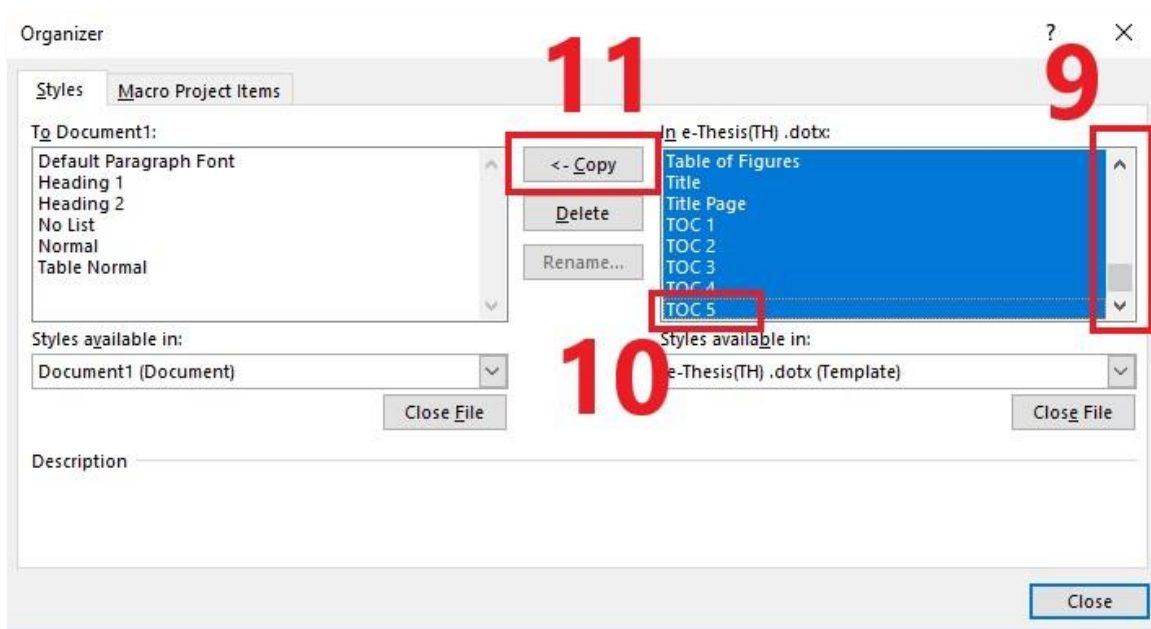 Organizer
?
11
9
Styles
Macro Project Items
To Document1:
Default Paragraph Font
Heading 1
Heading 2
No List
Normal
Table Normal
<- Copy
Delete
Rename...
In e-Thesis(TH) .dotx:
Table of Figures
Title
Title Page
TOC 1
TOC 2
TOC 3
TOC 4
TOC 5
10
Styles available in:
Document1 (Document)
Close File
Styles available in:
e-Thesis(TH) .dotx (Template)
Close File
Description
Close